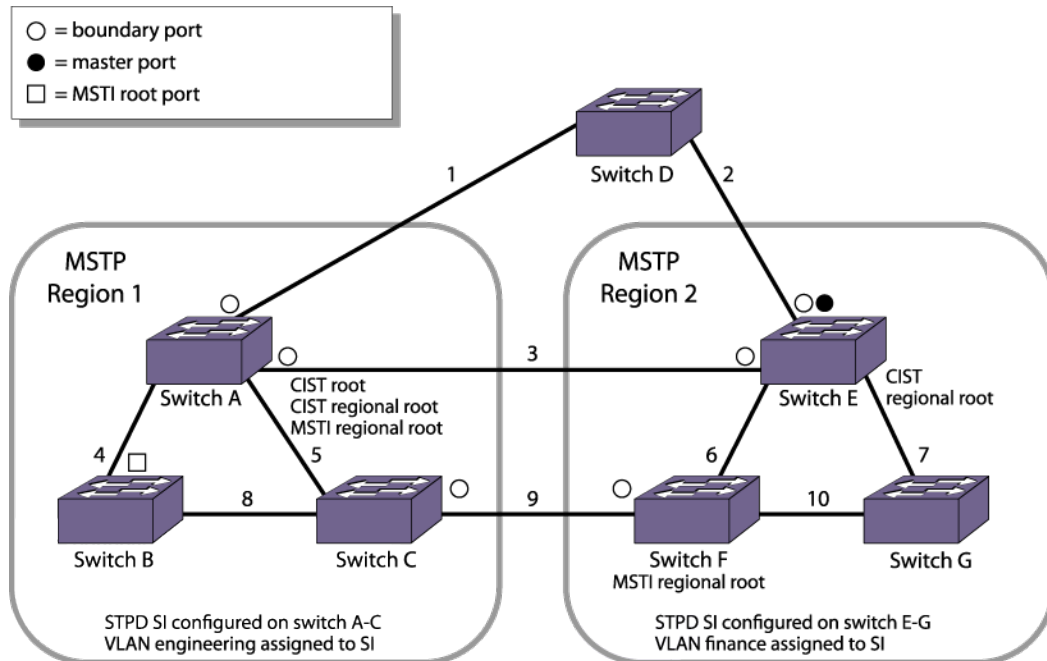 = boundary port
= master port
= MSTI root port
Switch D
1
2
MSTP
Region 1
MSTP
Region 2
3
Switch A
CIST root
CIST regional root
MSTI regional root
Switch E
CIST
regional root
4
5
6
7
8
9
10
Switch B
Switch C
Switch F
MSTI regional root
Switch G
STPD SI configured on switch A-C
VLAN engineering assigned to SI
STPD SI configured on switch E-G
VLAN finance assigned to SI